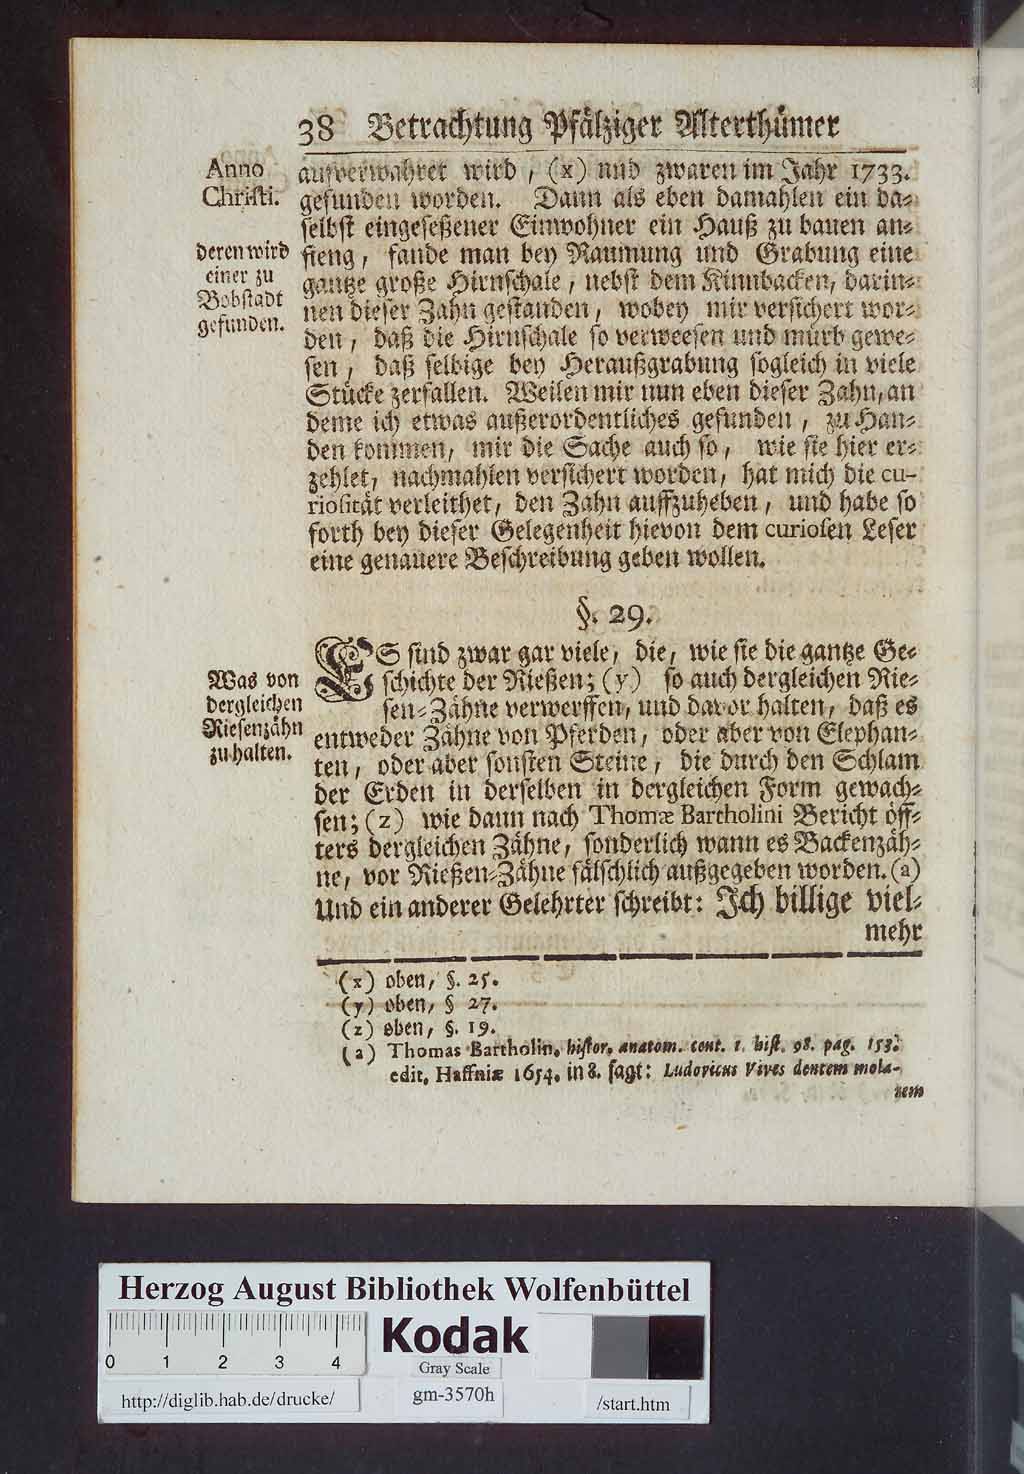 38 Betrachtung Pfälziger Alterthümer
Anno
Christi.
deren wird
einer zu
Bobstadt
gefunden.
aufverwahret wird, (x) und zwaren im Jahr 1733.
gefunden worden. Dann als eben damahlen ein da-
selbst eingeseßener Einwohner ein Hauß zu bauen an-
fieng, fande man bey Raumung und Grabung eine
gantze große Hirnschale, nebst dem Kinnbacken, darin-
nen dieser Zahn gestanden, wobey mir versichert wor-
den, daß die Hirnschale so verweesen und mürb gewe-
sen, daß selbige bey Heraußgrabung sogleich in viele
Stücke zerfallen. Weilen mir nun eben dieser Zahn, an
deme ich etwas außerordentliches gefunden, zu Han-
den kommen, mir die Sache auch so, wie sie hier er-
zehlet, nachmahlen versichert worden, hat mich die cu-
riosität verleithet, den Zahn auffzuheben, und habe so
forth bey dieser Gelegenheit hievon dem curiosen Leser
eine genauere Beschreibung geben wollen.
§. 29.
Was von
dergleichen
Riesenzähn
zuhalten.
ES sind zwar gar viele, die, wie sie die gantze Ge-
schichte der Rießen; (y) so auch dergleichen Rie-
sen-Zähne verwerffen, und davor halten, daß es
entweder Zähne von Pferden, oder aber von Elephan-
ten, oder aber sonsten Steine, die durch den Schlam
der Erden in derselben in dergleichen Form gewach-
sen; (z) wie dann nach Thomæ Bartholini Bericht öff-
ters dergleichen Zähne, sonderlich wann es Backenzäh-
ne, vor Rießen-Zähne fälschlich außgegeben worden. (a)
Und ein anderer Gelehrter schreibt: Ich billige viel-
mehr
(x) oben, §. 25.
(y) oben, § 27.
(z) oben, §. 19.
(a) Thomas Bartholin. histor. anatom. cent. 1. hist. 98. pag. 153.
edit. Haffniæ 1654. in 8. sagt: Ludovicus Vives dentem mola-
rem
Herzog August Bibliothek Wolfenbüttel
Kodak
0 1 2 3 4
Gray Scale
http://diglib.hab.de/drucke/
gm-3570h
/start.htm